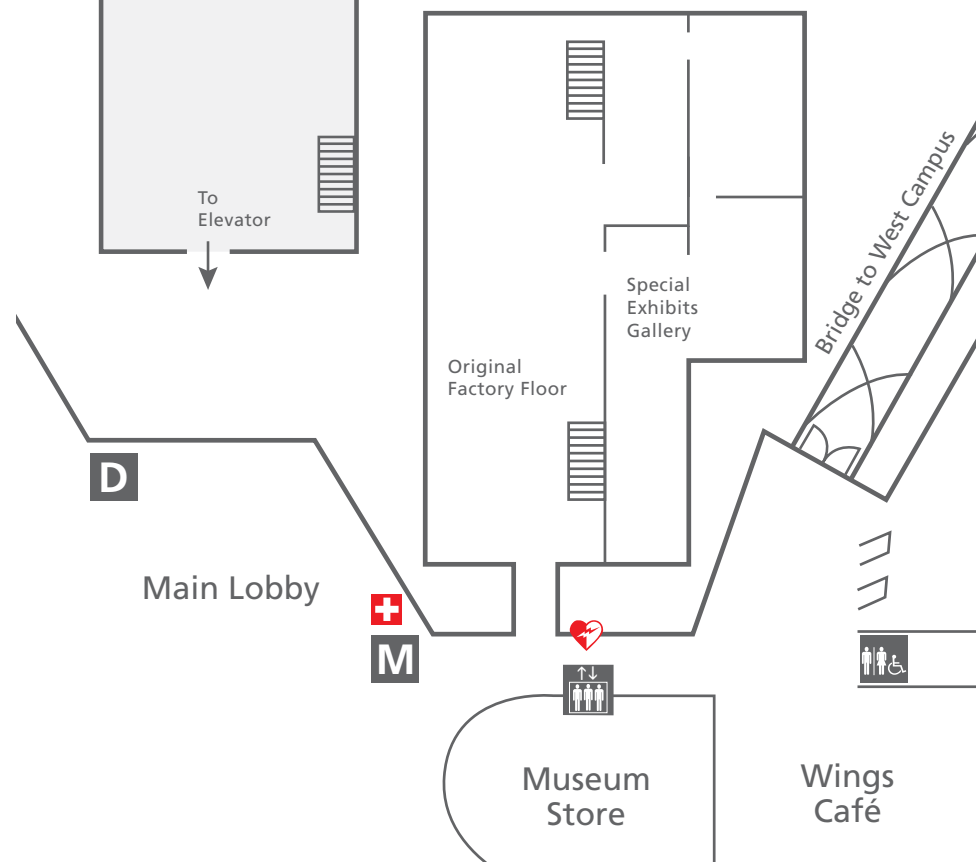 To
Elevator
Bridge to West Campus
Special
Exhibits
Gallery
Original
Factory Floor
D
Main Lobby
M
Museum
Store
Wings
Café